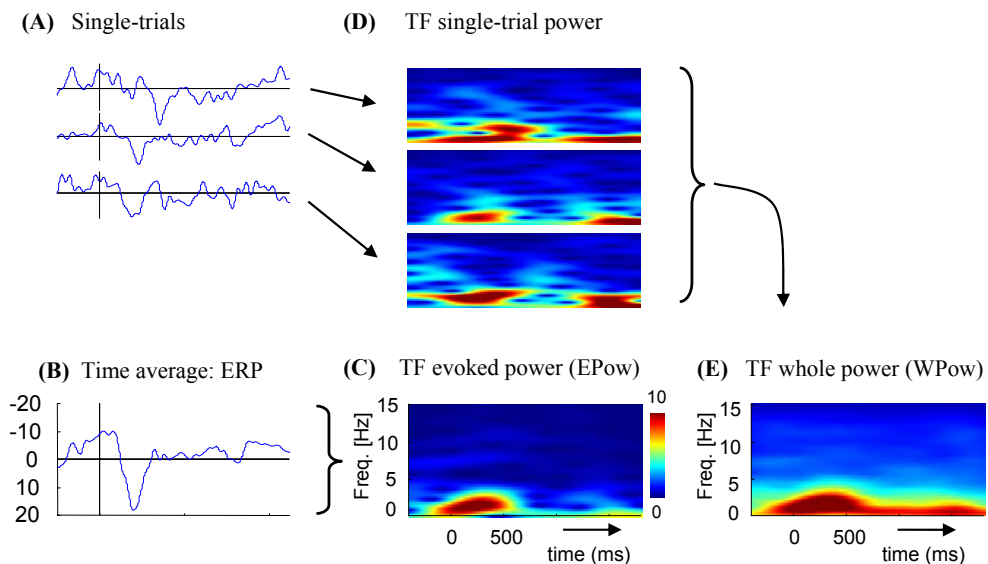 (A) Single-trials
(D) TF single-trial power
(B) Time average: ERP
-20
-10
0
10
20
(C) TF evoked power (EPow)
15
10
5
0
Freq. [Hz]
10
0
0 500
time (ms)
(E) TF whole power (WPow)
15
10
5
0
Freq. [Hz]
0 500
time (ms)